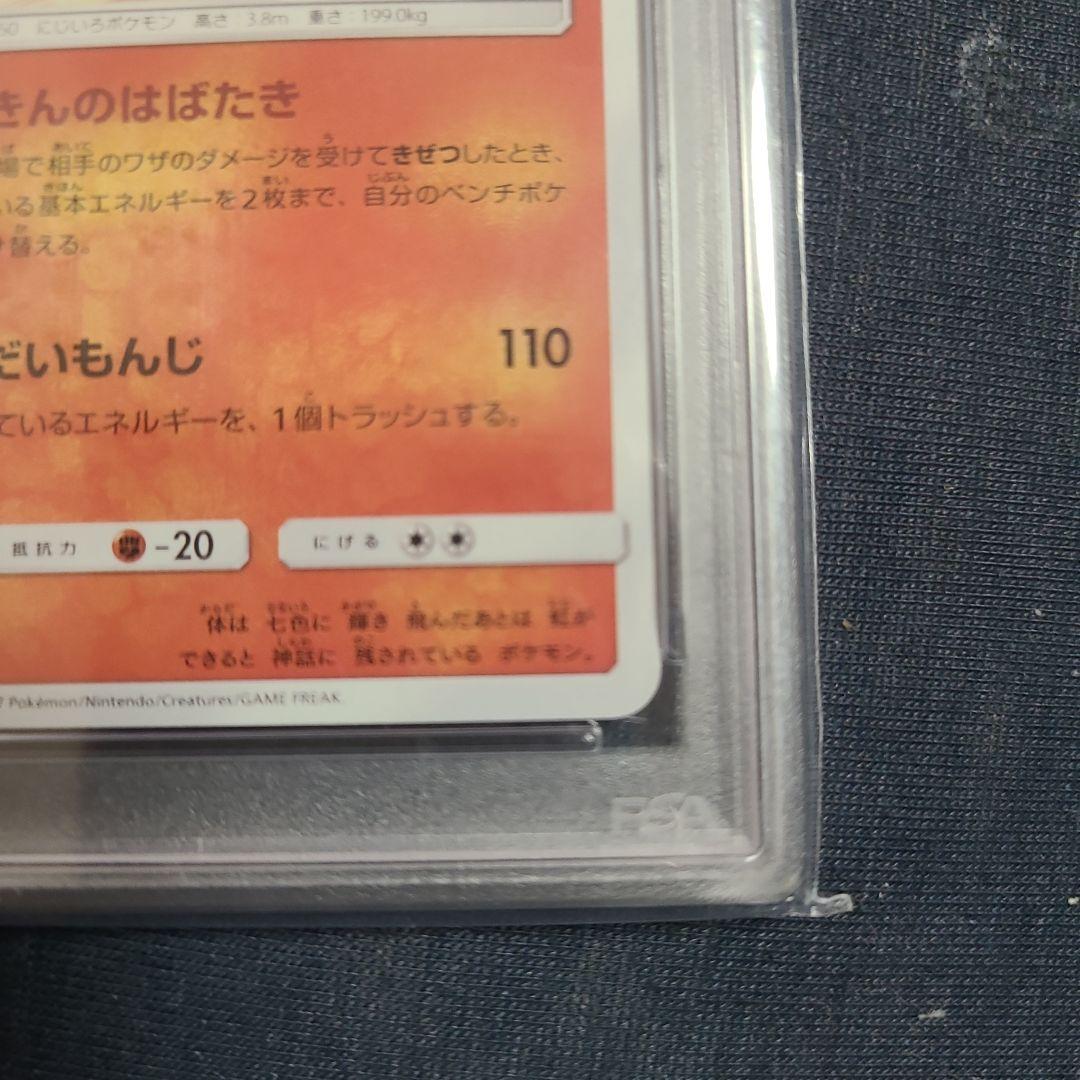 60 にじいろポケモン 高さ:3.8m 重さ:199.0kg
きんのはばたき
場で相手のワザのダメージを受けてきぜつしたとき、
いる基本エネルギーを2枚まで、自分のベンチポケ
替える。
だいもんじ 110
ているエネルギーを、1個トラッシュする。
抵抗力 -20 にげる
体は 七色に 輝き 飛んだあとは 虹が
できると 神話に 残されている ポケモン。
7 Pokémon/Nintendo/Creatures/GAME FREAK.
PSA